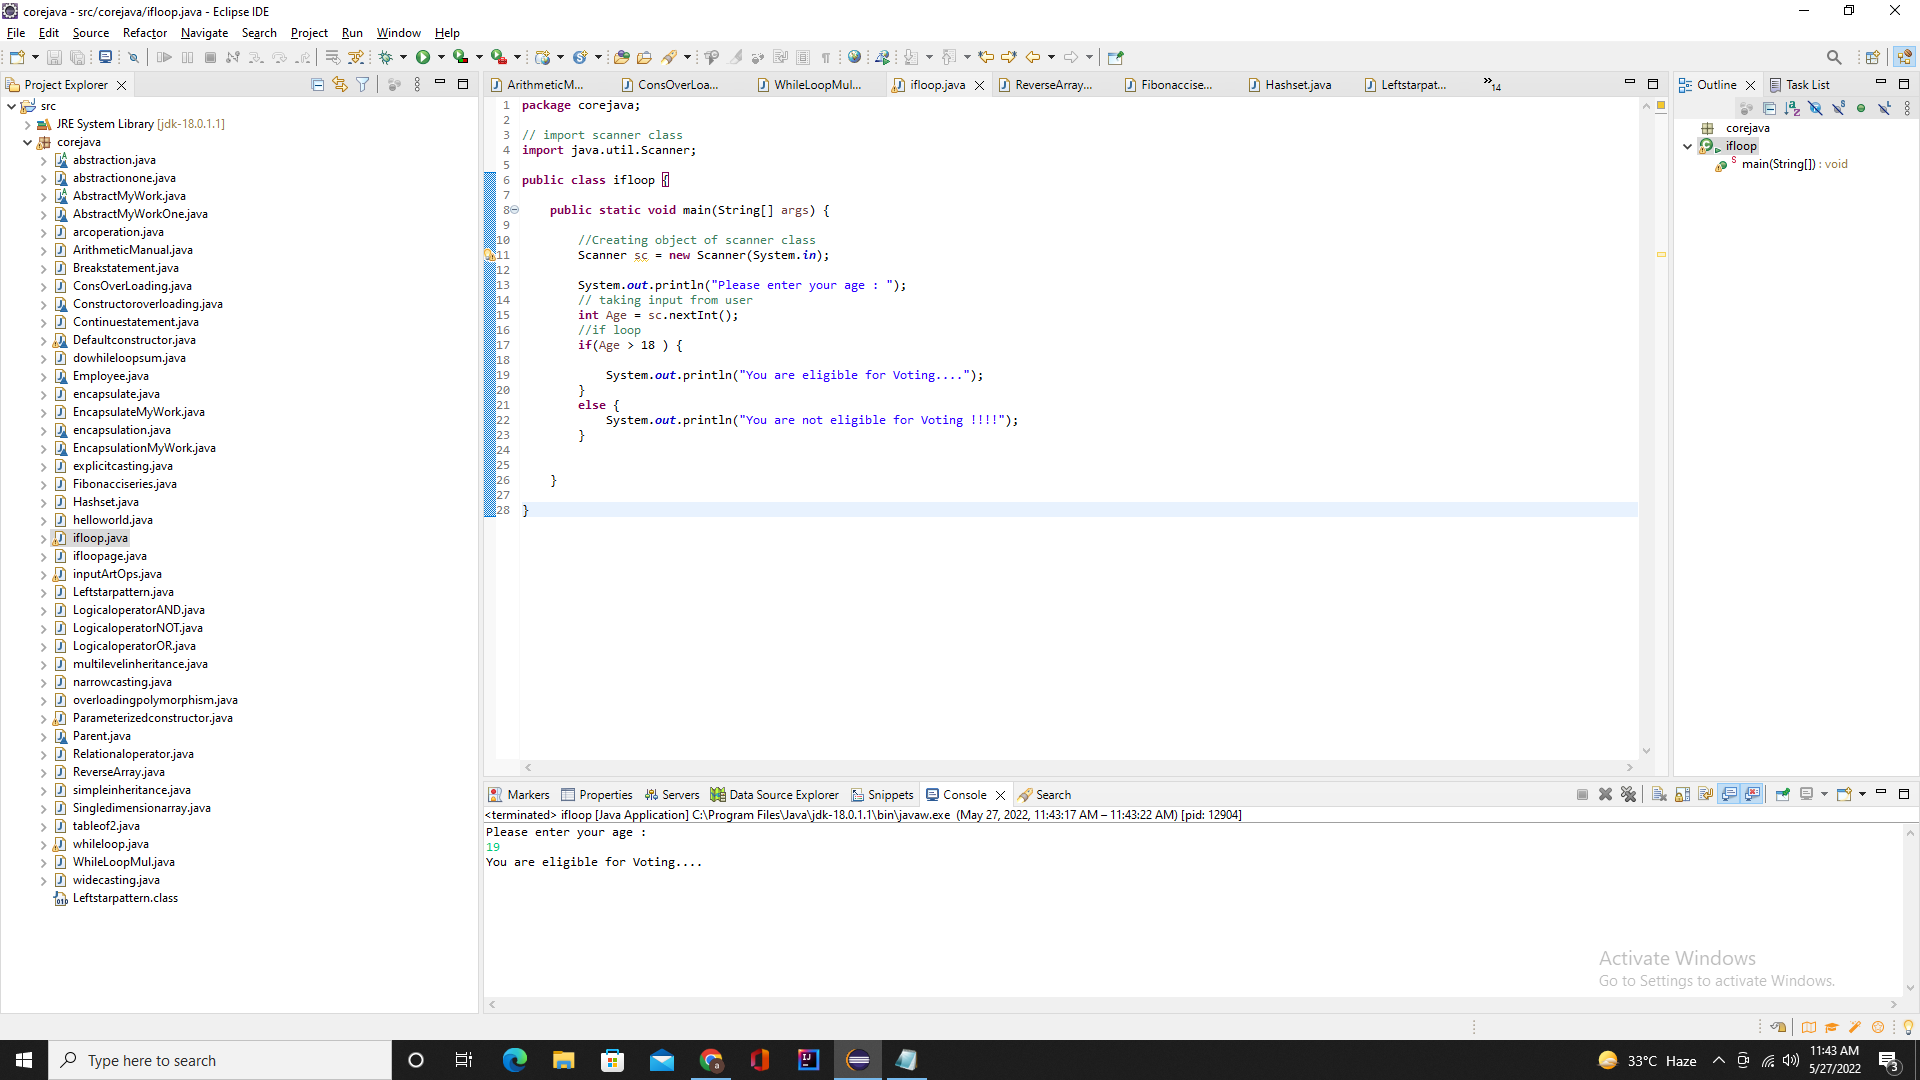 corejava - src/corejava/ifloop.java - Eclipse IDE
File Edit Source Refactor Navigate Search Project Run Window Help
Project Explorer
src
JRE System Library [jdk-18.0.1.1]
corejava
abstraction.java
abstractionone.java
AbstractMyWork.java
AbstractMyWorkOne.java
arcoperation.java
ArithmeticManual.java
Breakstatement.java
ConsOverLoading.java
Constructoroverloading.java
Continuestatement.java
Defaultconstructor.java
dowhileloopsum.java
Employee.java
encapsulate.java
EncapsulateMyWork.java
encapsulation.java
EncapsulationMyWork.java
explicitcasting.java
Fibonacciseries.java
Hashset.java
helloworld.java
ifloop.java
ifloopage.java
inputArtOps.java
Leftstarpattern.java
LogicaloperatorAND.java
LogicaloperatorNOT.java
LogicaloperatorOR.java
multilevelinheritance.java
narrowcasting.java
overloadingpolymorphism.java
Parameterizedconstructor.java
Parent.java
Relationaloperator.java
ReverseArray.java
simpleinheritance.java
Singledimensionarray.java
tableof2.java
whileloop.java
WhileLoopMul.java
widecasting.java
Leftstarpattern.class
ArithmeticM... ConsOverLoa... WhileLoopMul... ifloop.java ReverseArray... Fibonaccise... Hashset.java Leftstarpat... »14
1 package corejava;
2
3 // import scanner class
4 import java.util.Scanner;
5
6 public class ifloop {
7
8 public static void main(String[] args) {
9
10 //Creating object of scanner class
11 Scanner sc = new Scanner(System.in);
12
13 System.out.println("Please enter your age : ");
14 // taking input from user
15 int Age = sc.nextInt();
16 //if loop
17 if(Age > 18 ) {
18
19 System.out.println("You are eligible for Voting....");
20 }
21 else {
22 System.out.println("You are not eligible for Voting !!!!");
23 }
24
25
26 }
27
28 }
Outline Task List
corejava
ifloop
main(String[]) : void
Markers Properties Servers Data Source Explorer Snippets Console Search
<terminated> ifloop [Java Application] C:\Program Files\Java\jdk-18.0.1.1\bin\javaw.exe (May 27, 2022, 11:43:17 AM – 11:43:22 AM) [pid: 12904]
Please enter your age :
19
You are eligible for Voting....
Activate Windows
Go to Settings to activate Windows.
Type here to search
33°C Haze
11:43 AM
5/27/2022
3